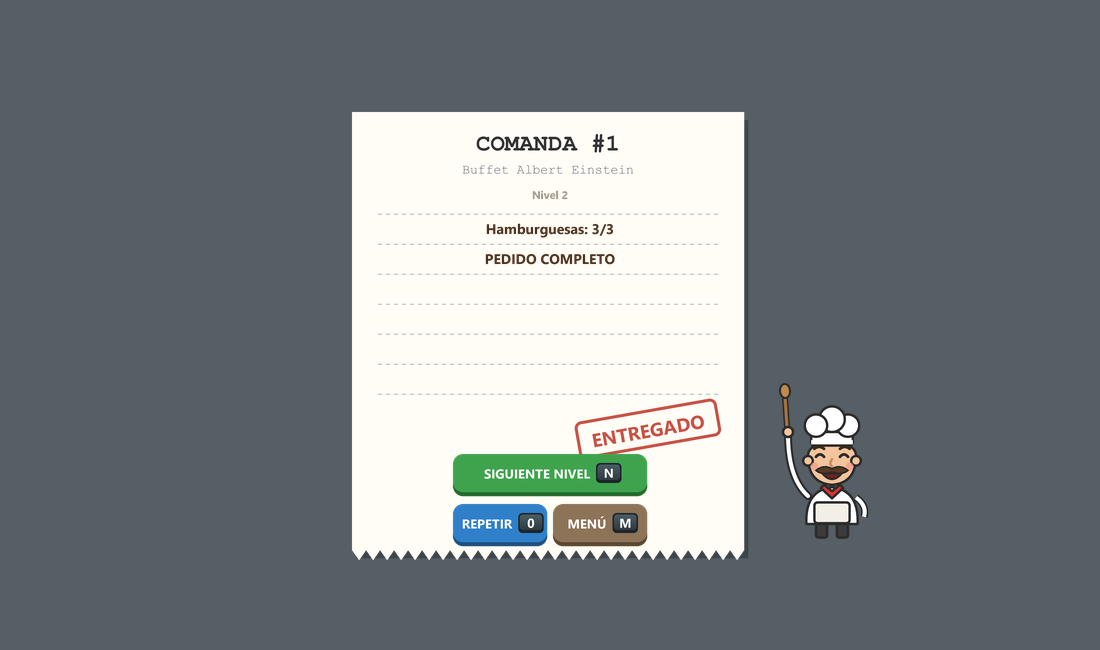 COMANDA #1
Buffet Albert Einstein
Nivel 2
Hamburguesas: 3/3
PEDIDO COMPLETO
ENTREGADO
SIGUIENTE NIVEL N
REPETIR 0
MENÚ M